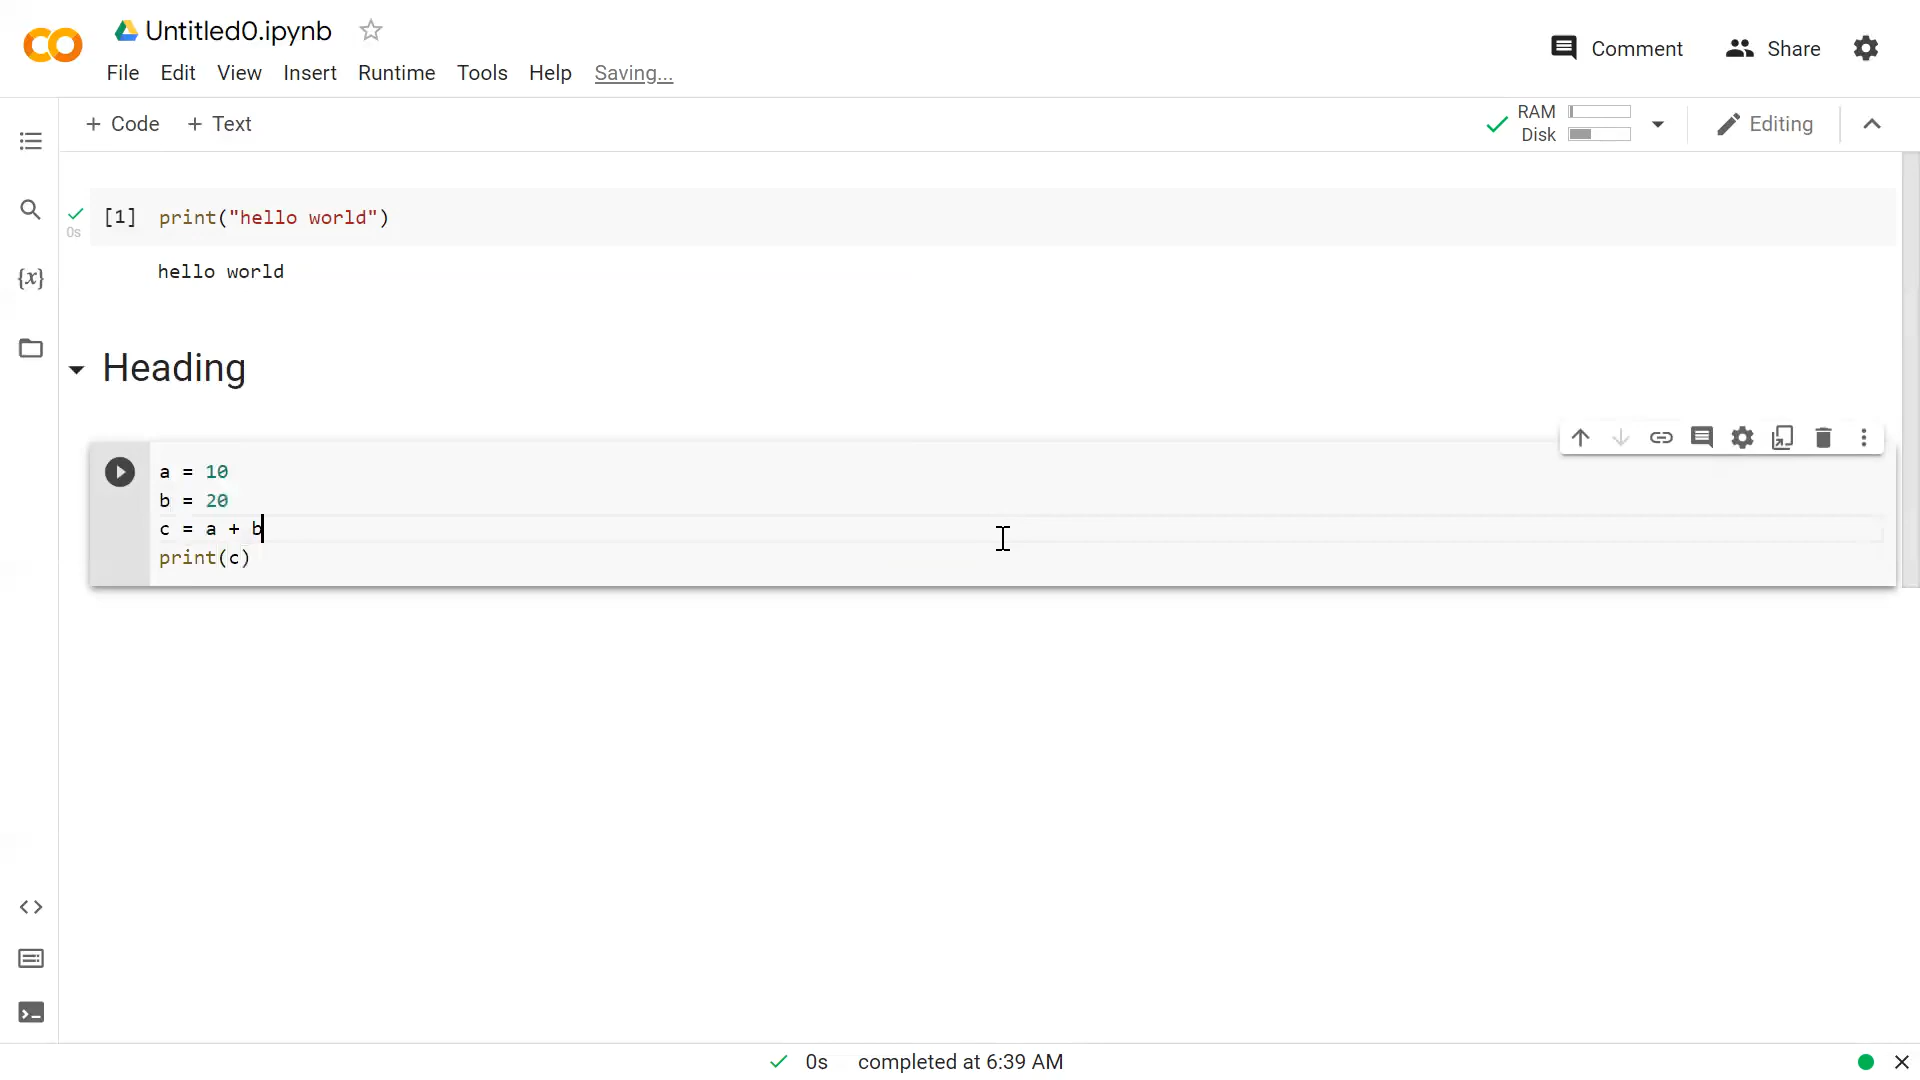 Untitled0.ipynb
File Edit View Insert Runtime Tools Help Saving...
Comment Share
+ Code + Text
RAM
Disk
Editing
[1] print("hello world")
0s
hello world
{x}
Heading
a = 10
b = 20
c = a + b
print(c)
0s completed at 6:39 AM